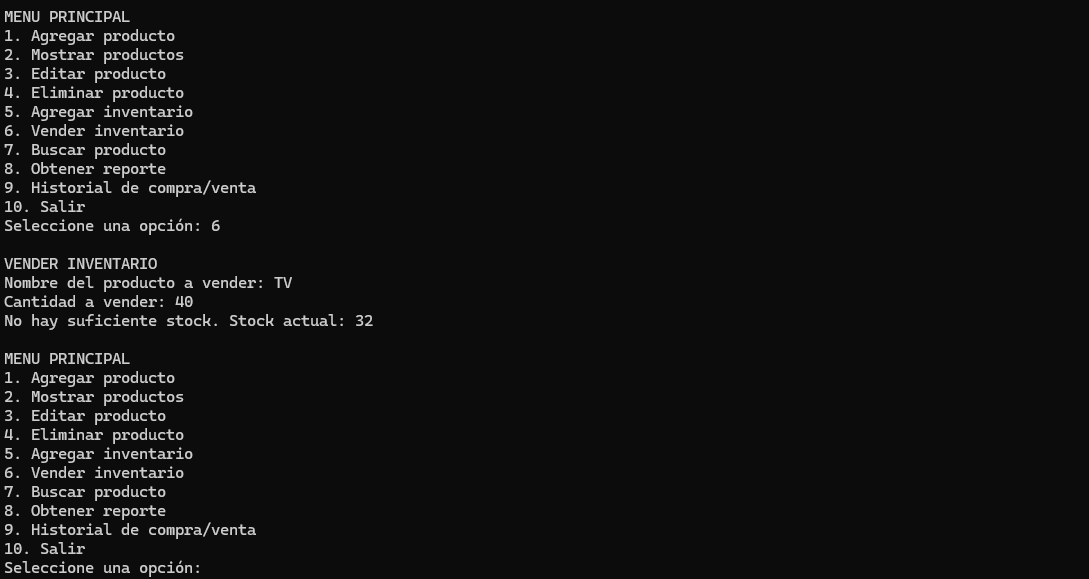 MENU PRINCIPAL
1. Agregar producto
2. Mostrar productos
3. Editar producto
4. Eliminar producto
5. Agregar inventario
6. Vender inventario
7. Buscar producto
8. Obtener reporte
9. Historial de compra/venta
10. Salir
Seleccione una opción: 6
VENDER INVENTARIO
Nombre del producto a vender: TV
Cantidad a vender: 40
No hay suficiente stock. Stock actual: 32
MENU PRINCIPAL
1. Agregar producto
2. Mostrar productos
3. Editar producto
4. Eliminar producto
5. Agregar inventario
6. Vender inventario
7. Buscar producto
8. Obtener reporte
9. Historial de compra/venta
10. Salir
Seleccione una opción: